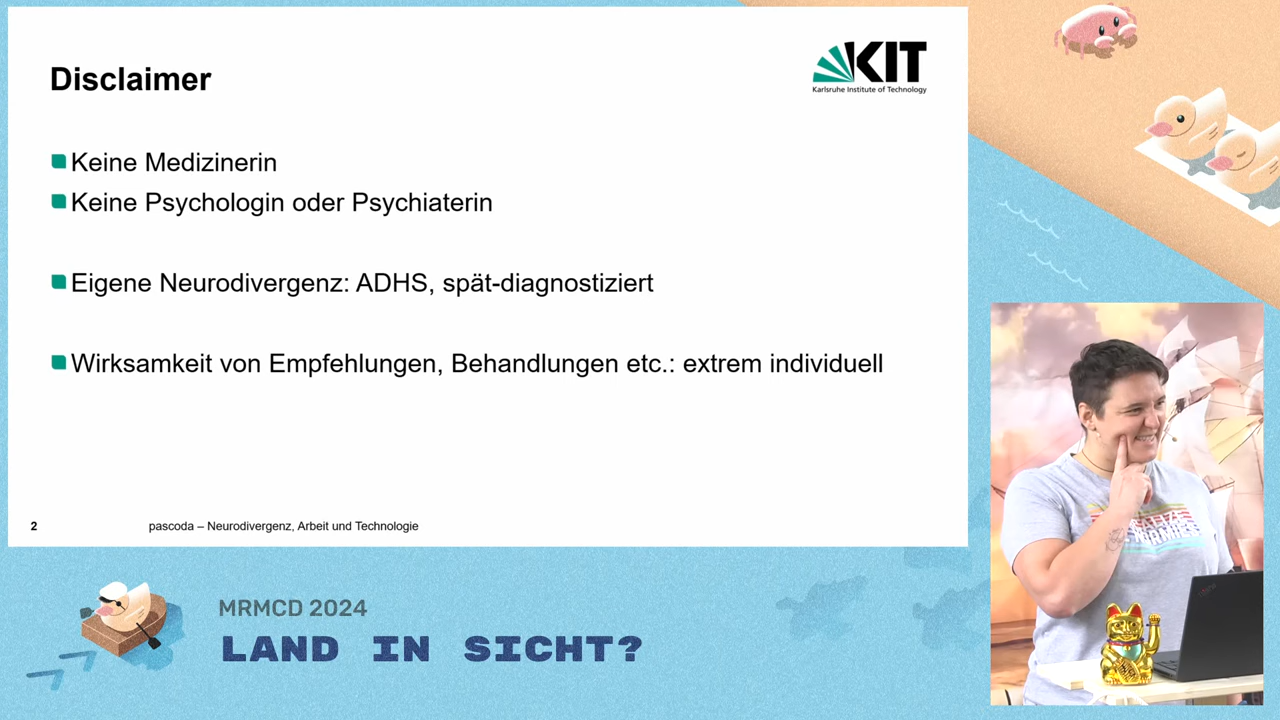 Disclaimer
KIT
Karlsruhe Institute of Technology
Keine Medizinerin
Keine Psychologin oder Psychiaterin
Eigene Neurodivergenz: ADHS, spät-diagnostiziert
Wirksamkeit von Empfehlungen, Behandlungen etc.: extrem individuell
2
pascoda – Neurodivergenz, Arbeit und Technologie
MRMCD 2024
LAND IN SICHT?